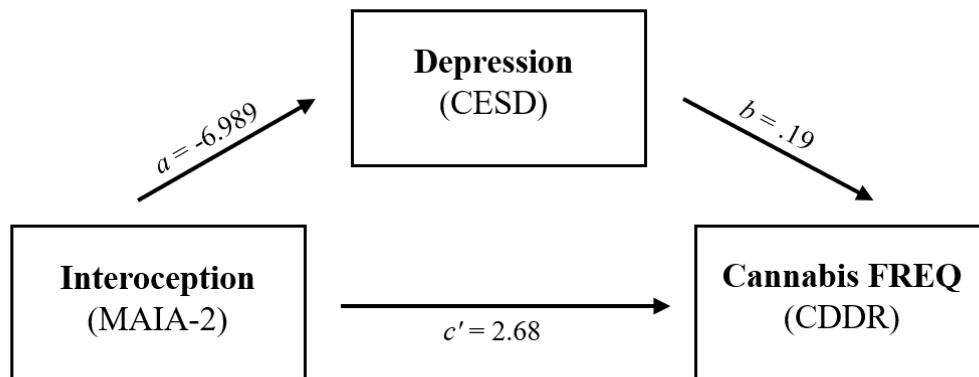 Depression
(CESD)
a = -6.989
b = .19
Interoception
(MAIA-2)
c' = 2.68
Cannabis FREQ
(CDDR)